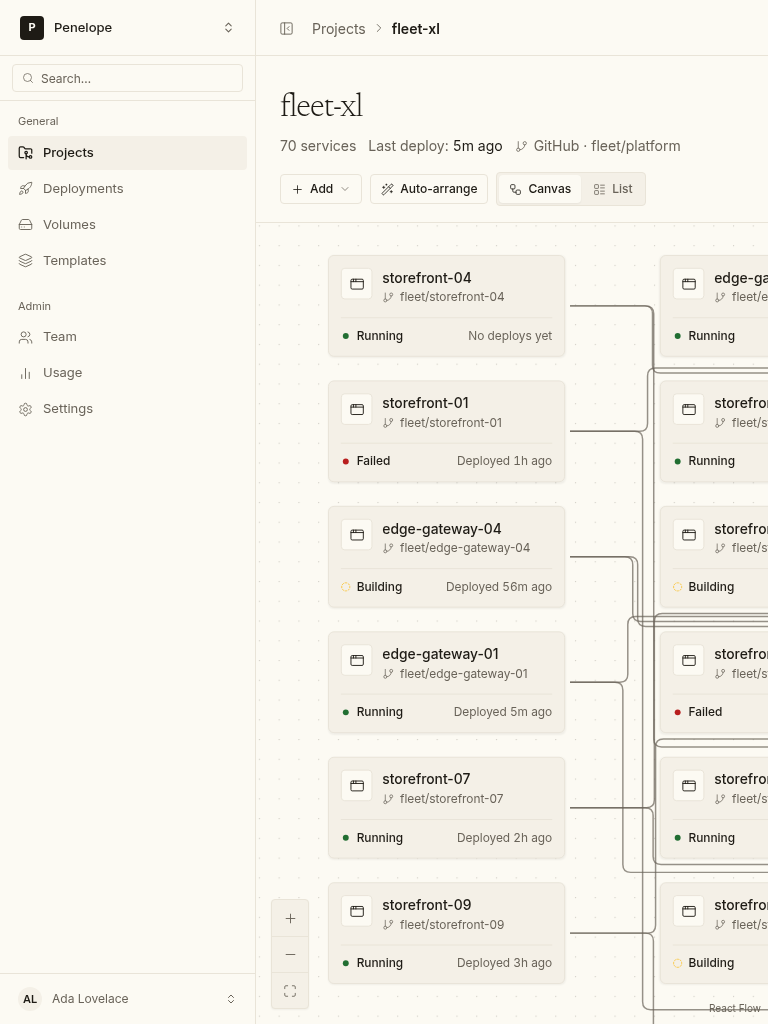 P Penelope
Search...
General
Projects
Deployments
Volumes
Templates
Admin
Team
Usage
Settings
AL Ada Lovelace
Projects > fleet-xl
fleet-xl
70 services Last deploy: 5m ago GitHub · fleet/platform
Add Auto-arrange Canvas List
storefront-04
fleet/storefront-04
Running No deploys yet
storefront-01
fleet/storefront-01
Failed Deployed 1h ago
edge-gateway-04
fleet/edge-gateway-04
Building Deployed 56m ago
edge-gateway-01
fleet/edge-gateway-01
Running Deployed 5m ago
storefront-07
fleet/storefront-07
Running Deployed 2h ago
storefront-09
fleet/storefront-09
Running Deployed 3h ago
Running
Running
Building
Failed
Running
Building
React Flow